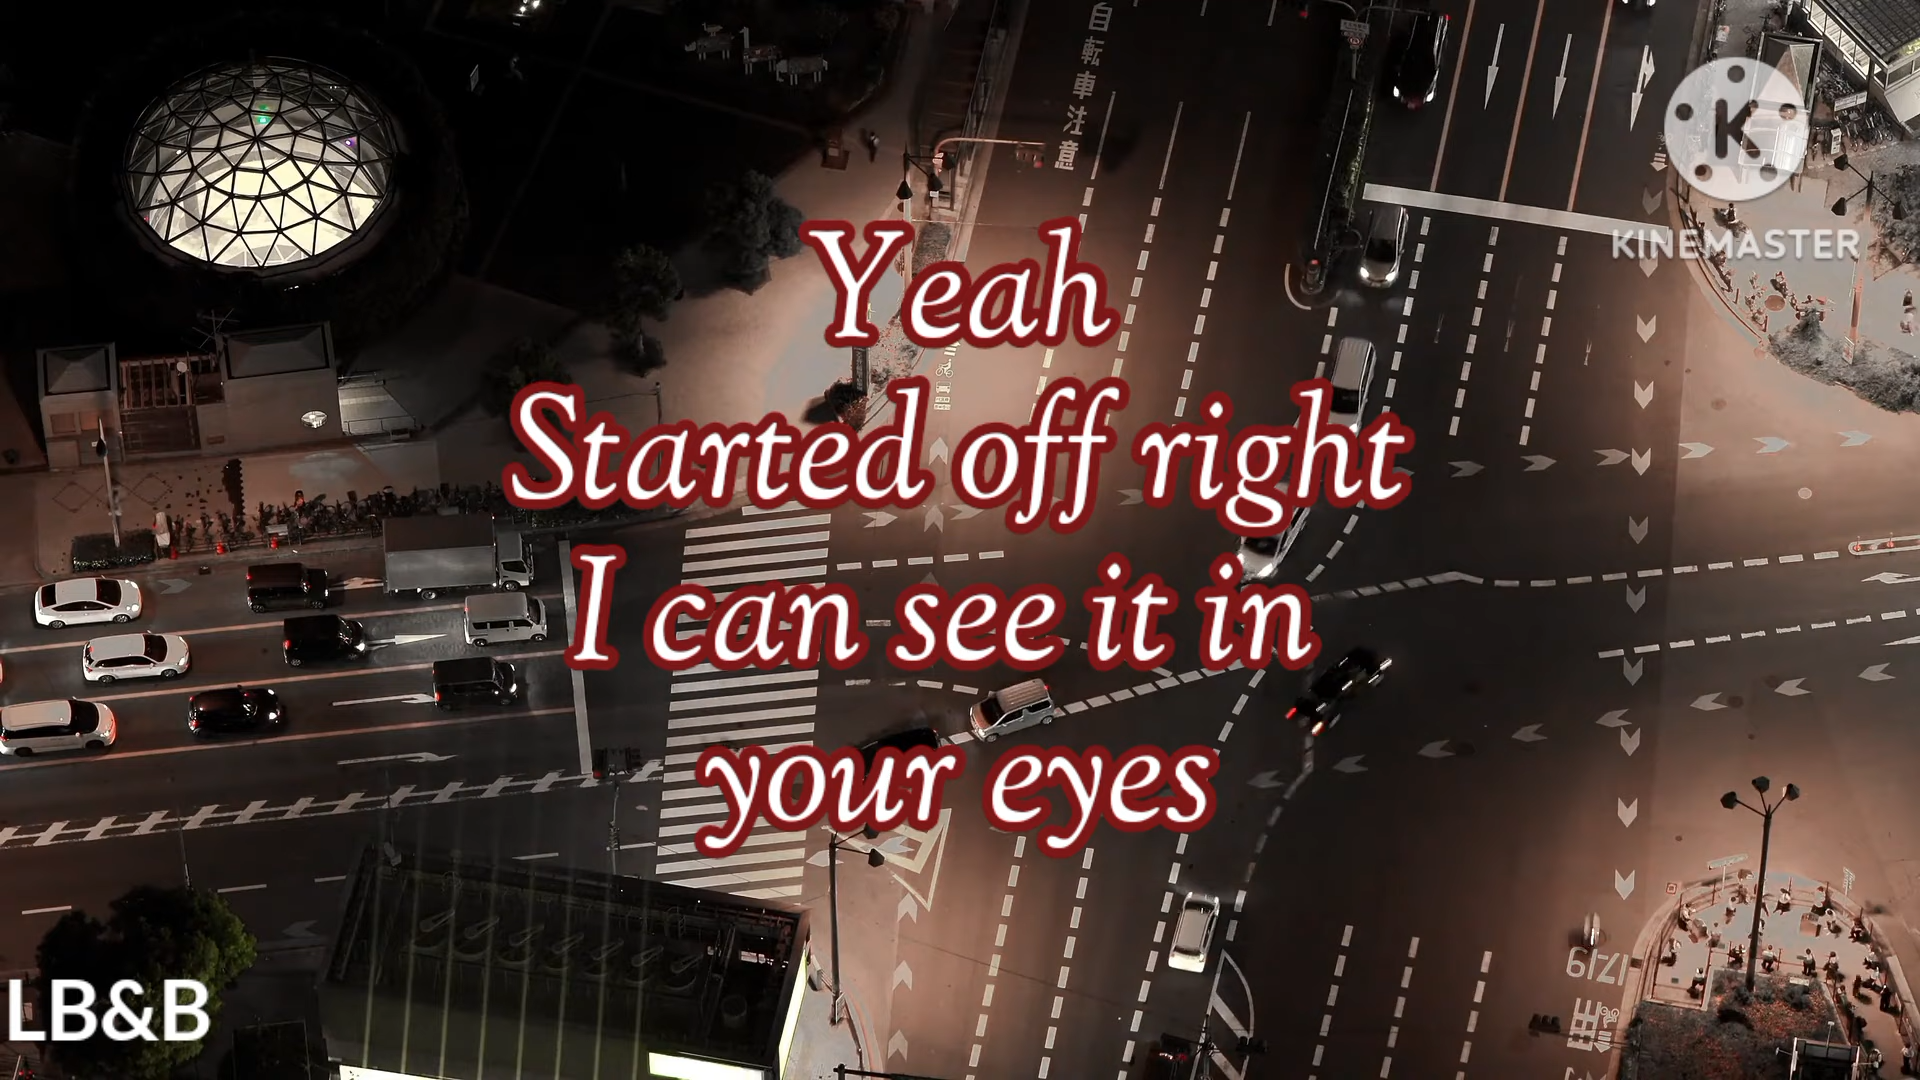 自転車注意
K
KINEMASTER
Yeah
Started off right
I can see it in
your eyes
LB&B